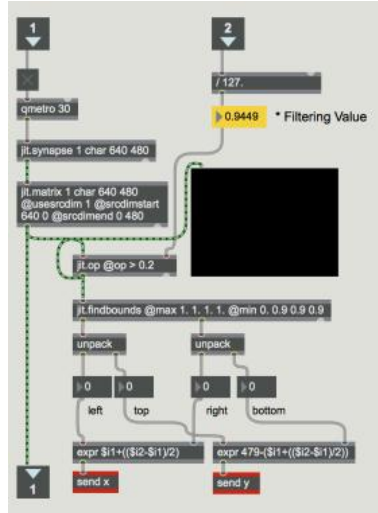 1
2
qmetro 30
/ 127.
0.9449
* Filtering Value
jit.synapse 1 char 640 480
jit.matrix 1 char 640 480
@usesrcdim 1 @srcdimstart
640 0 @srcdimend 0 480
jit.op @op > 0.2
jit.findbounds @max 1. 1. 1. 1. @min 0. 0.9 0.9 0.9
unpack
unpack
0
0
0
0
left
top
right
bottom
expr $i1+(($i2-$i1)/2)
expr 479-($i1+(($i2-$i1)/2))
send x
send y
1